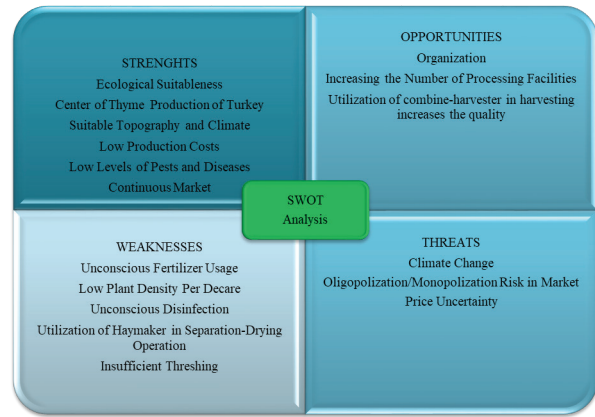 STRENGHTS
Ecological Suitableness
Center of Thyme Production of Turkey
Suitable Topography and Climate
Low Production Costs
Low Levels of Pests and Diseases
Continuous Market
OPPORTUNITIES
Organization
Increasing the Number of Processing Facilities
Utilization of combine-harvester in harvesting
increases the quality
SWOT
Analysis
WEAKNESSES
Unconscious Fertilizer Usage
Low Plant Density Per Decare
Unconscious Disinfection
Utilization of Haymaker in Separation-Drying
Operation
Insufficient Threshing
THREATS
Climate Change
Oligopolization/Monopolization Risk in Market
Price Uncertainty